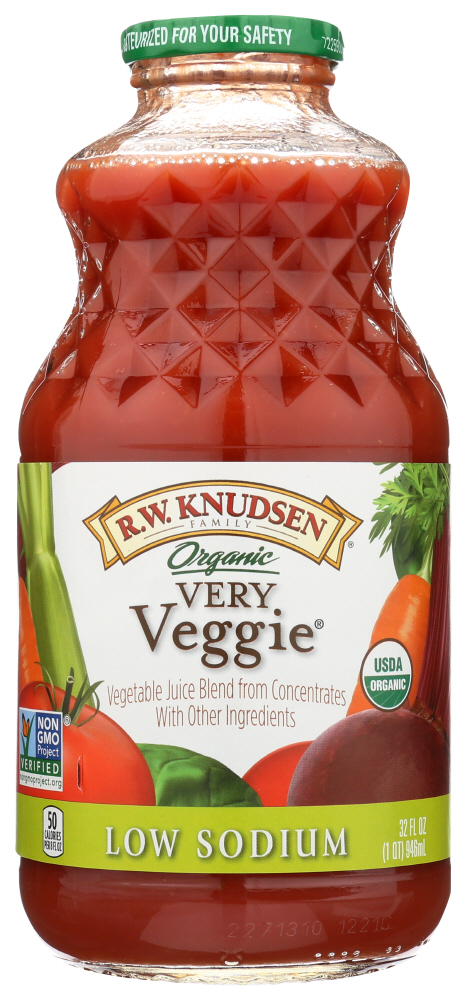 TEURIZED FOR YOUR SAFETY
R.W. KNUDSEN
FAMILY
®
Organic
VERY
Veggie®
Vegetable Juice Blend from Concentrates
With Other Ingredients
USDA
ORGANIC
NON
GMO
Project
VERIFIED
nongmoproject.org
50
CALORIES
PER 8 FL OZ
LOW SODIUM
32 FL OZ
(1 QT) 946mL
2271310